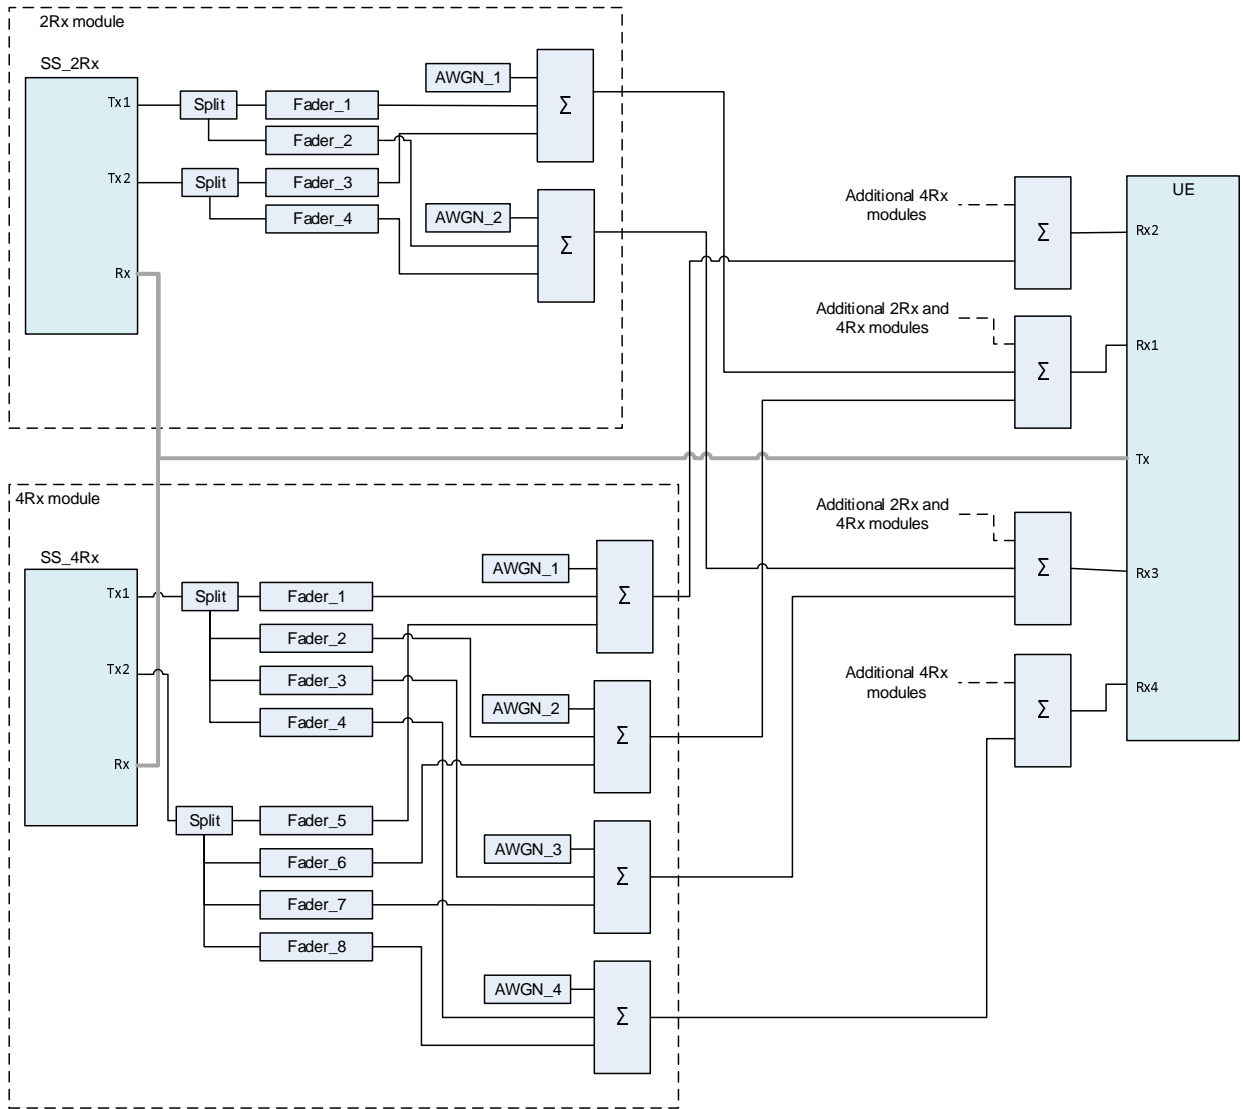 2Rx module
SS_2Rx
Tx1
Split
Fader_1
AWGN_1
Σ
Fader_2
Tx2
Split
Fader_3
Fader_4
AWGN_2
Σ
Rx
Additional 4Rx
modules
Σ
UE
Rx2
Additional 2Rx and
4Rx modules
Σ
Rx1
Tx
4Rx module
SS_4Rx
Tx1
Split
Fader_1
AWGN_1
Σ
Fader_2
Tx2
Fader_3
Fader_4
AWGN_2
Σ
Rx
Split
Fader_5
Fader_6
AWGN_3
Σ
Fader_7
Fader_8
AWGN_4
Σ
Additional 2Rx and
4Rx modules
Σ
Rx3
Additional 4Rx
modules
Σ
Rx4